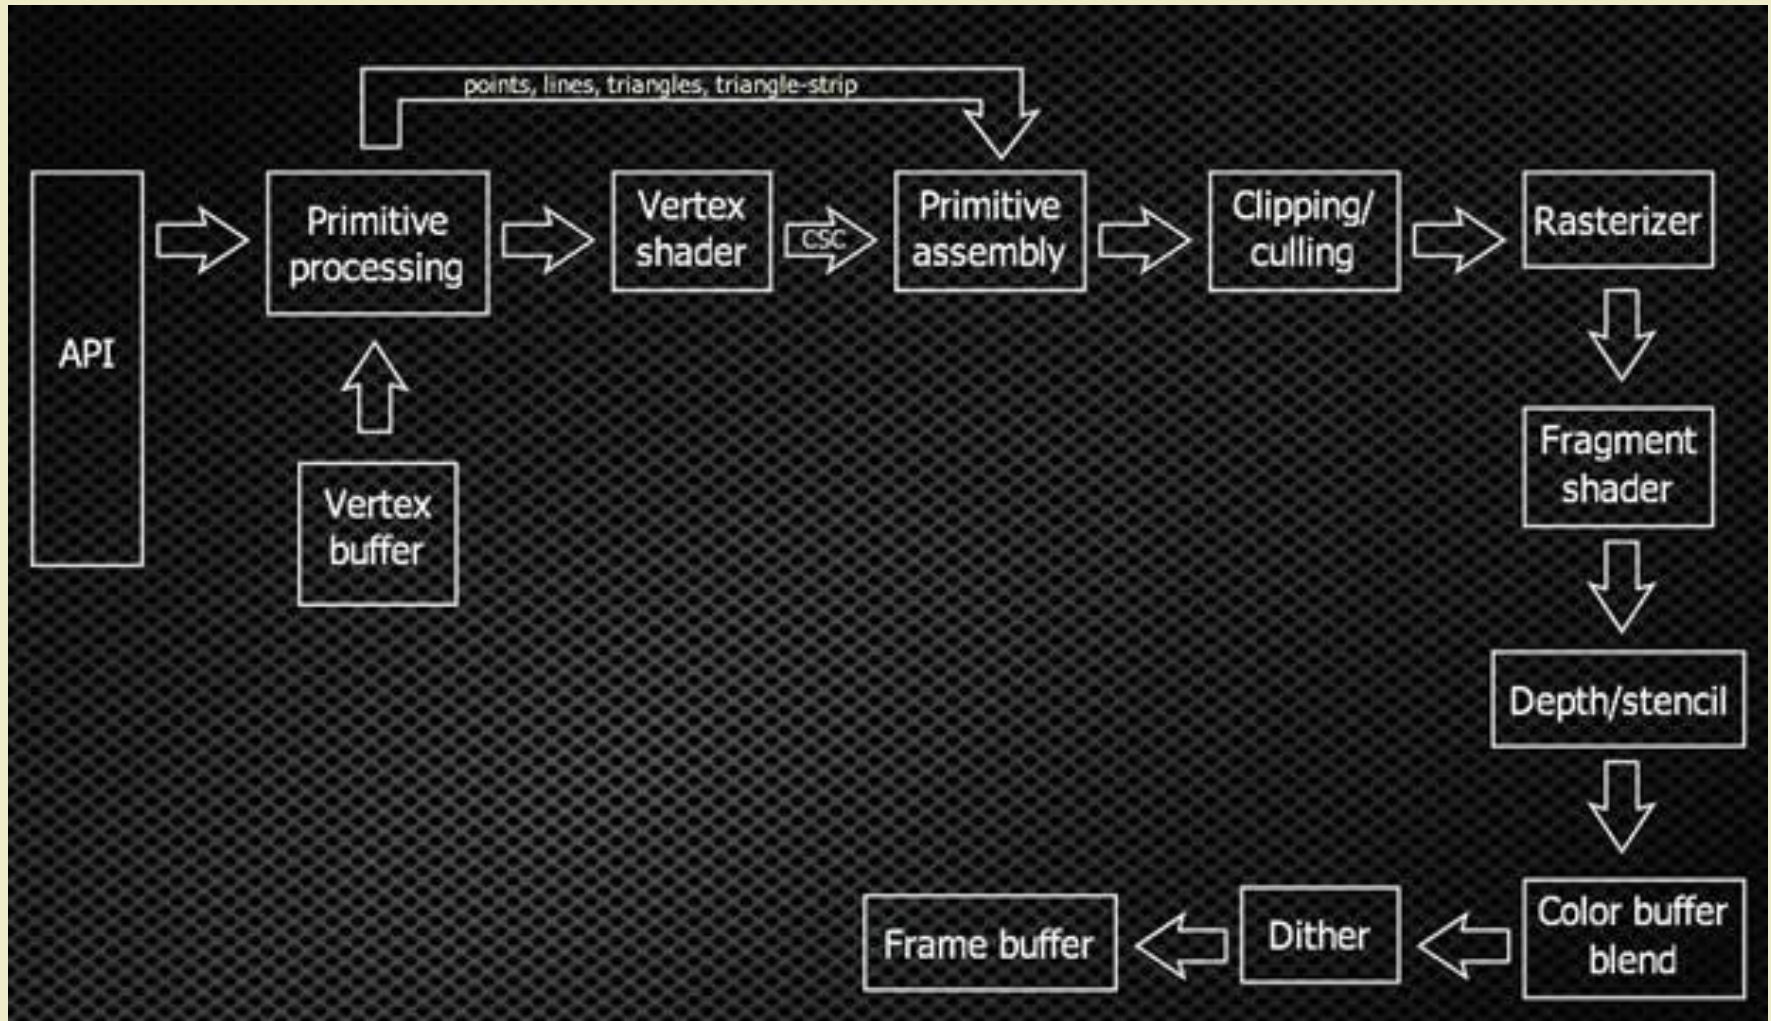 points, lines, triangles, triangle-strip
API
Primitive
processing
Vertex
shader
CSC
Primitive
assembly
Clipping/
culling
Rasterizer
Vertex
buffer
Fragment
shader
Depth/stencil
Color buffer
blend
Dither
Frame buffer